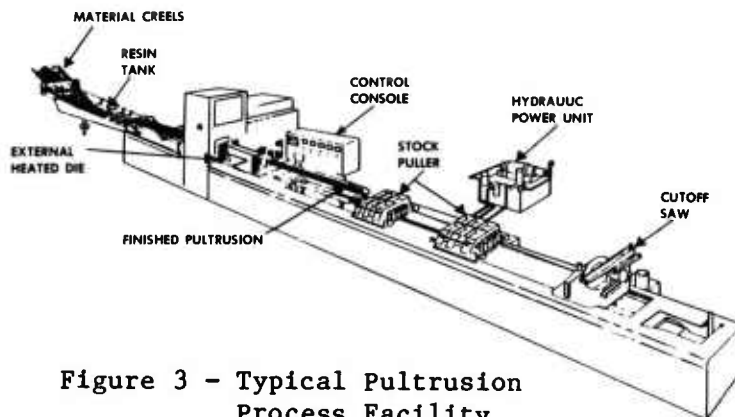 MATERIAL CREELS
RESIN
TANK
CONTROL
CONSOLE
HYDRAUUC
POWER UNIT
EXTERNAL
HEATED DIE
STOCK
PULLER
CUTOFF
SAW
FINISHED PULTRUSION
Figure 3 - Typical Pultrusion
Process Facility